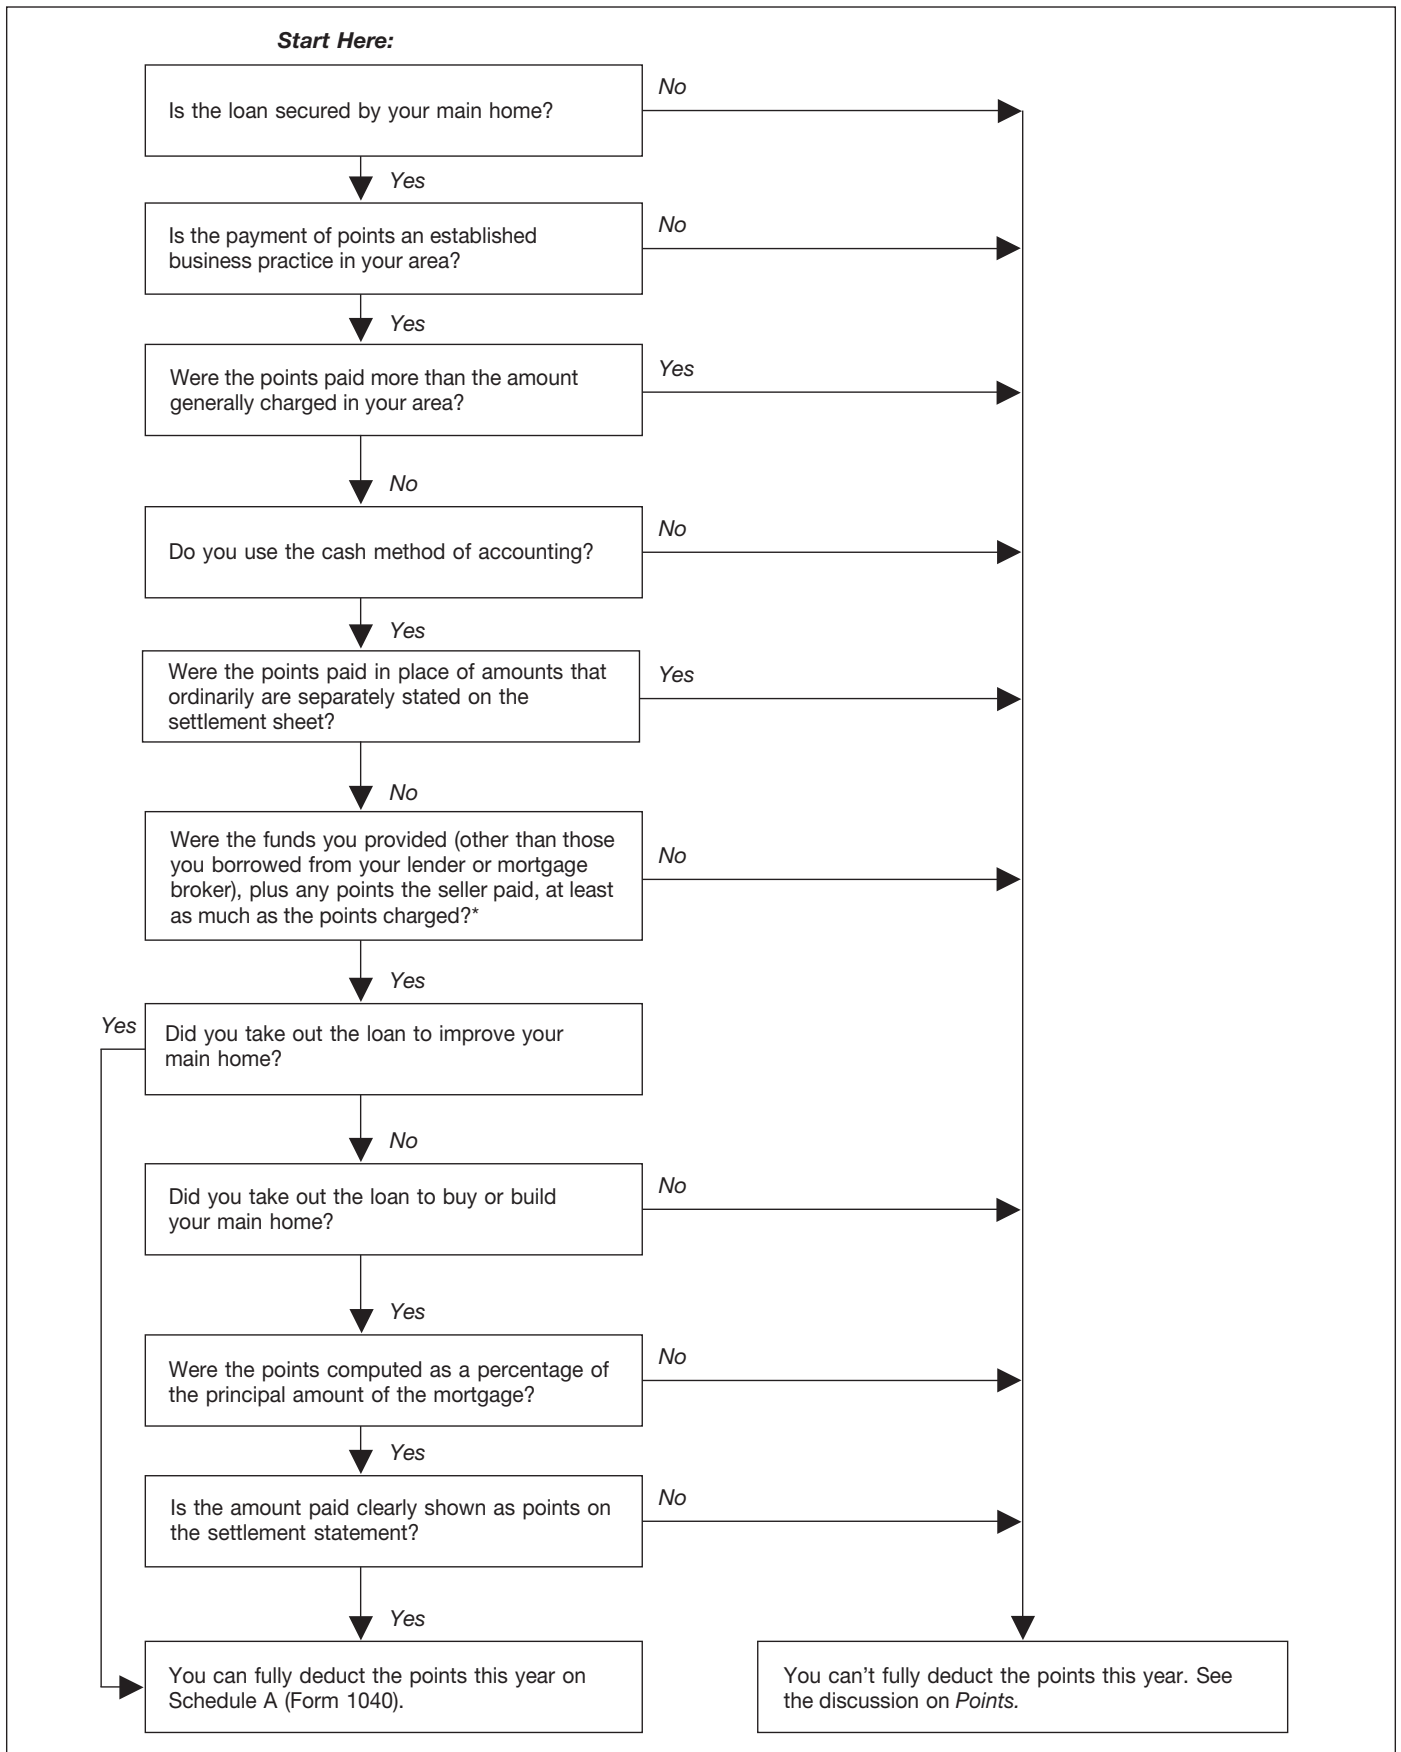 Start Here:
Is the loan secured by your main home?
No
Yes
Is the payment of points an established
business practice in your area?
No
Yes
Were the points paid more than the amount
generally charged in your area?
Yes
No
Do you use the cash method of accounting?
No
Yes
Were the points paid in place of amounts that
ordinarily are separately stated on the
settlement sheet?
Yes
No
Were the funds you provided (other than those
you borrowed from your lender or mortgage
broker), plus any points the seller paid, at least
as much as the points charged?*
No
Yes
Did you take out the loan to improve your
main home?
Yes
No
Did you take out the loan to buy or build
your main home?
No
Yes
Were the points computed as a percentage of
the principal amount of the mortgage?
No
Yes
Is the amount paid clearly shown as points on
the settlement statement?
No
Yes
You can fully deduct the points this year on
Schedule A (Form 1040).
You can't fully deduct the points this year. See
the discussion on Points.